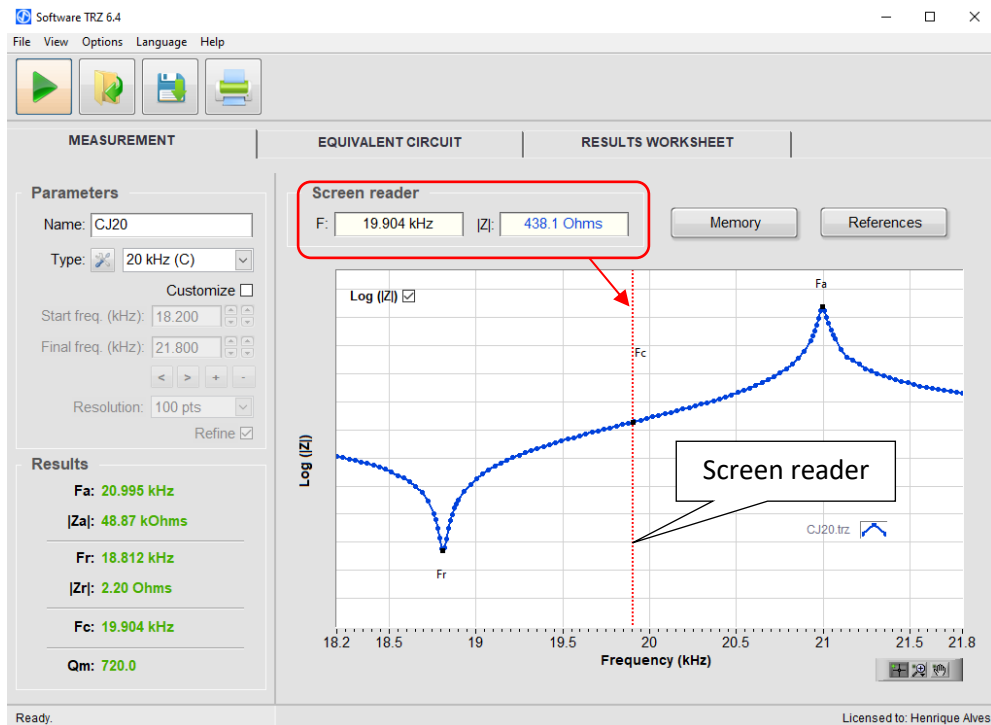 Software TRZ 6.4
File View Options Language Help
MEASUREMENT EQUIVALENT CIRCUIT RESULTS WORKSHEET
Parameters
Name: CJ20
Type: 20 kHz (C)
Customize
Start freq. (kHz): 18.200
Final freq. (kHz): 21.800
< > + -
Resolution: 100 pts
Refine
Results
Fa: 20.995 kHz
|Za|: 48.87 kOhms
Fr: 18.812 kHz
|Zr|: 2.20 Ohms
Fc: 19.904 kHz
Qm: 720.0
Screen reader
F: 19.904 kHz |Z|: 438.1 Ohms
Memory References
Log (|Z|)
Fa
Fc
Log (|Z|)
Screen reader
CJ20.trz
Fr
18.2 18.5 19 19.5 20 20.5 21 21.5 21.8
Frequency (kHz)
Ready. Licensed to: Henrique Alves